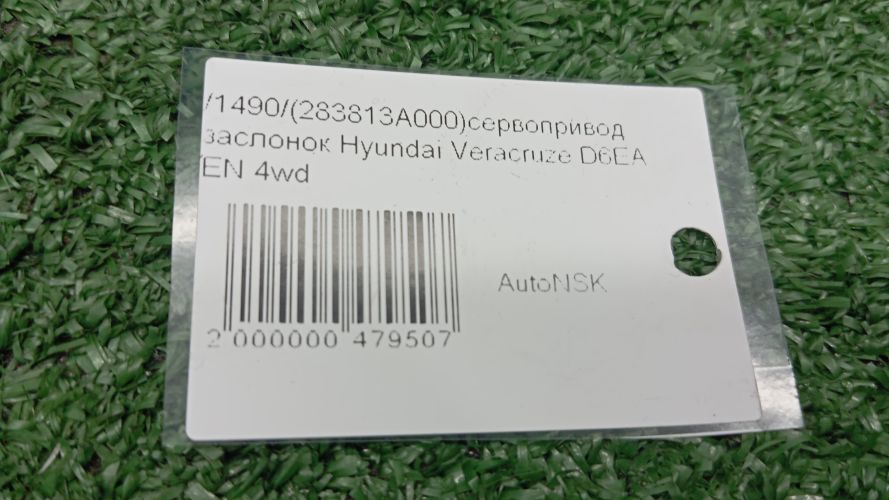 /1490/(283813A000)сервопривод
заслонок Hyundai Veracruze D6EA
/EN 4wd
AutoNSK
2 000000 479507